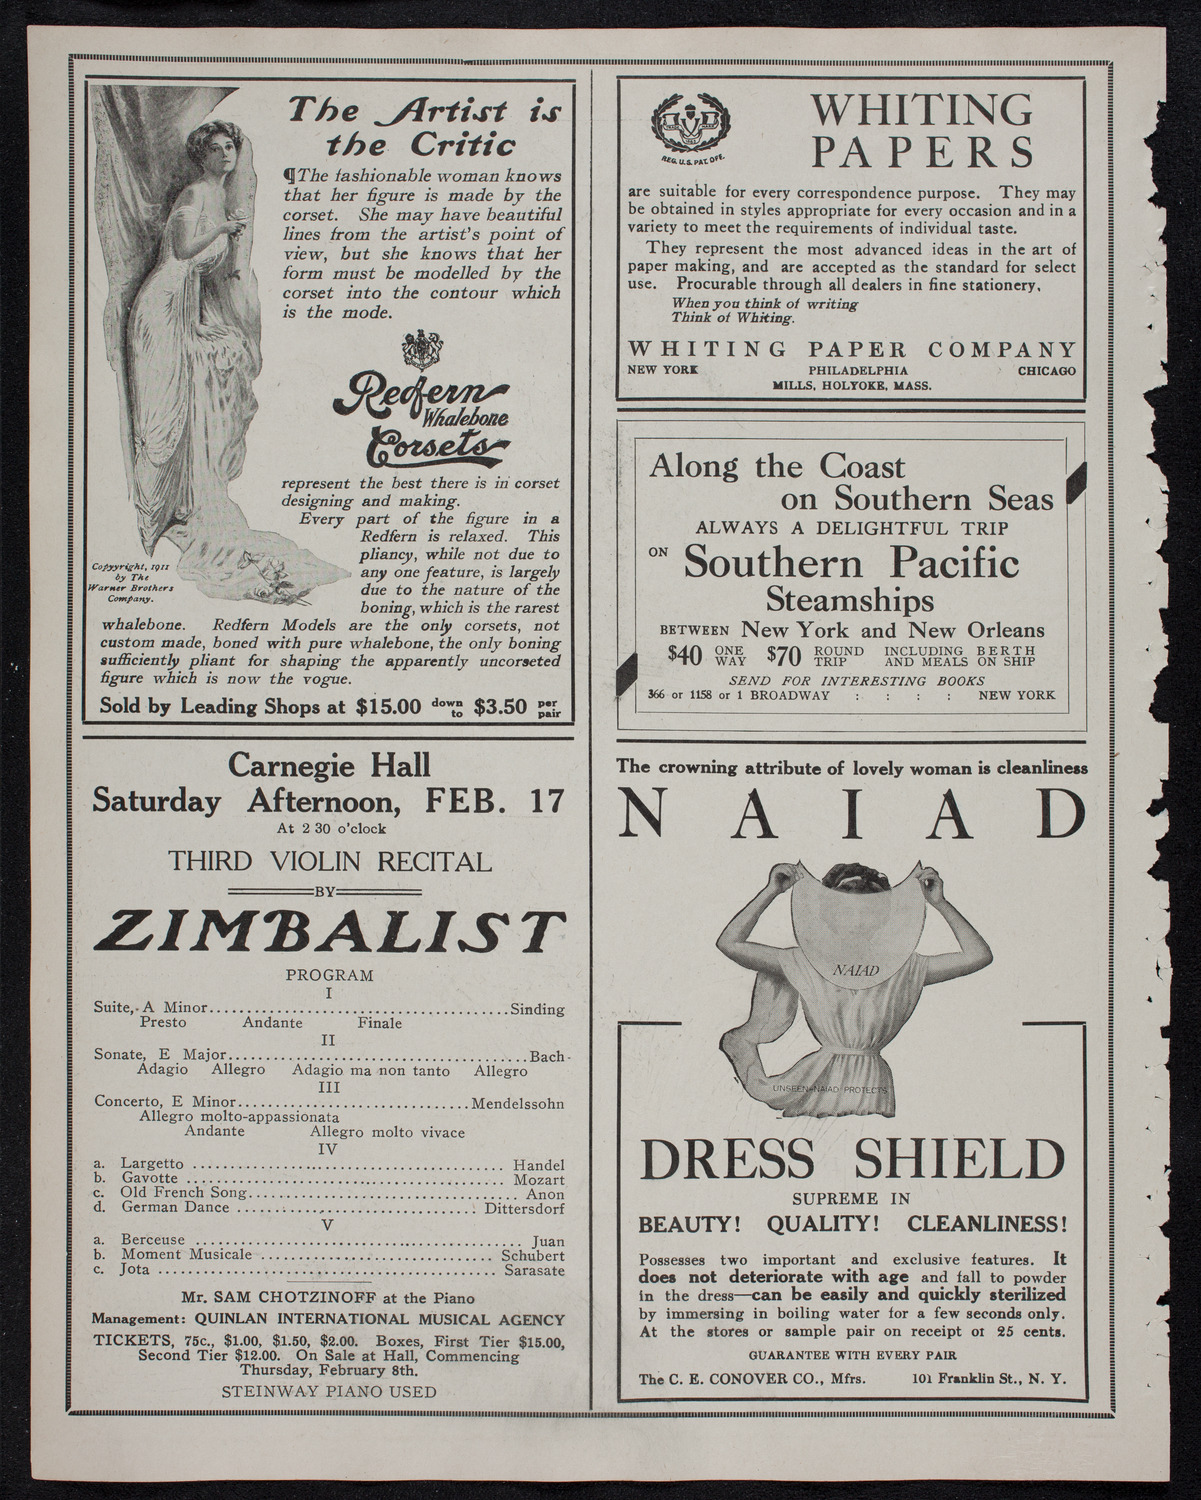 The Artist is
the Critic
¶The fashionable woman knows
that her figure is made by the
corset. She may have beautiful
lines from the artist's point of
view, but she knows that her
form must be modelled by the
corset into the contour which
is the mode.
Redfern
Whalebone
Corsets
represent the best there is in corset
designing and making.
Every part of the figure in a
Redfern is relaxed. This
pliancy, while not due to
any one feature, is largely
due to the nature of the
boning, which is the rarest
whalebone. Redfern Models are the only corsets, not
custom made, boned with pure whalebone, the only boning
sufficiently pliant for shaping the apparently uncorseted
figure which is now the vogue.
Copyright, 1911
by The
Warner Brothers
Company.
Sold by Leading Shops at $15.00 down to $3.50 per pair
Carnegie Hall
Saturday Afternoon, FEB. 17
At 2 30 o'clock
THIRD VIOLIN RECITAL
BY
ZIMBALIST
PROGRAM
I
Suite, A Minor....................................Sinding
Presto Andante Finale
II
Sonate, E Major....................................Bach
Adagio Allegro Adagio ma non tanto Allegro
III
Concerto, E Minor..........................Mendelssohn
Allegro molto-appassionata
Andante Allegro molto vivace
IV
a. Largetto .................................... Handel
b. Gavotte .................................... Mozart
c. Old French Song............................... Anon
d. German Dance ............................ Dittersdorf
V
a. Berceuse ...................................... Juan
b. Moment Musicale ........................... Schubert
c. Jota ....................................... Sarasate
Mr. SAM CHOTZINOFF at the Piano
Management: QUINLAN INTERNATIONAL MUSICAL AGENCY
TICKETS, 75c., $1.00, $1.50, $2.00. Boxes, First Tier $15.00,
Second Tier $12.00. On Sale at Hall, Commencing
Thursday, February 8th.
STEINWAY PIANO USED
REG. U.S. PAT. OFF.
WHITING
PAPERS
are suitable for every correspondence purpose. They may
be obtained in styles appropriate for every occasion and in a
variety to meet the requirements of individual taste.
They represent the most advanced ideas in the art of
paper making, and are accepted as the standard for select
use. Procurable through all dealers in fine stationery,
When you think of writing
Think of Whiting.
WHITING PAPER COMPANY
NEW YORK PHILADELPHIA CHICAGO
MILLS, HOLYOKE, MASS.
Along the Coast
on Southern Seas
ALWAYS A DELIGHTFUL TRIP
ON Southern Pacific
Steamships
BETWEEN New York and New Orleans
$40 ONE WAY $70 ROUND TRIP INCLUDING BERTH AND MEALS ON SHIP
SEND FOR INTERESTING BOOKS
366 or 1158 or 1 BROADWAY : : : : NEW YORK
The crowning attribute of lovely woman is cleanliness
NAIAD
NAIAD
UNSEEN-NAIAD PROTECTS
DRESS SHIELD
SUPREME IN
BEAUTY! QUALITY! CLEANLINESS!
Possesses two important and exclusive features. It
does not deteriorate with age and fall to powder
in the dress—can be easily and quickly sterilized
by immersing in boiling water for a few seconds only.
At the stores or sample pair on receipt of 25 cents.
GUARANTEE WITH EVERY PAIR
The C. E. CONOVER CO., Mfrs. 101 Franklin St., N. Y.